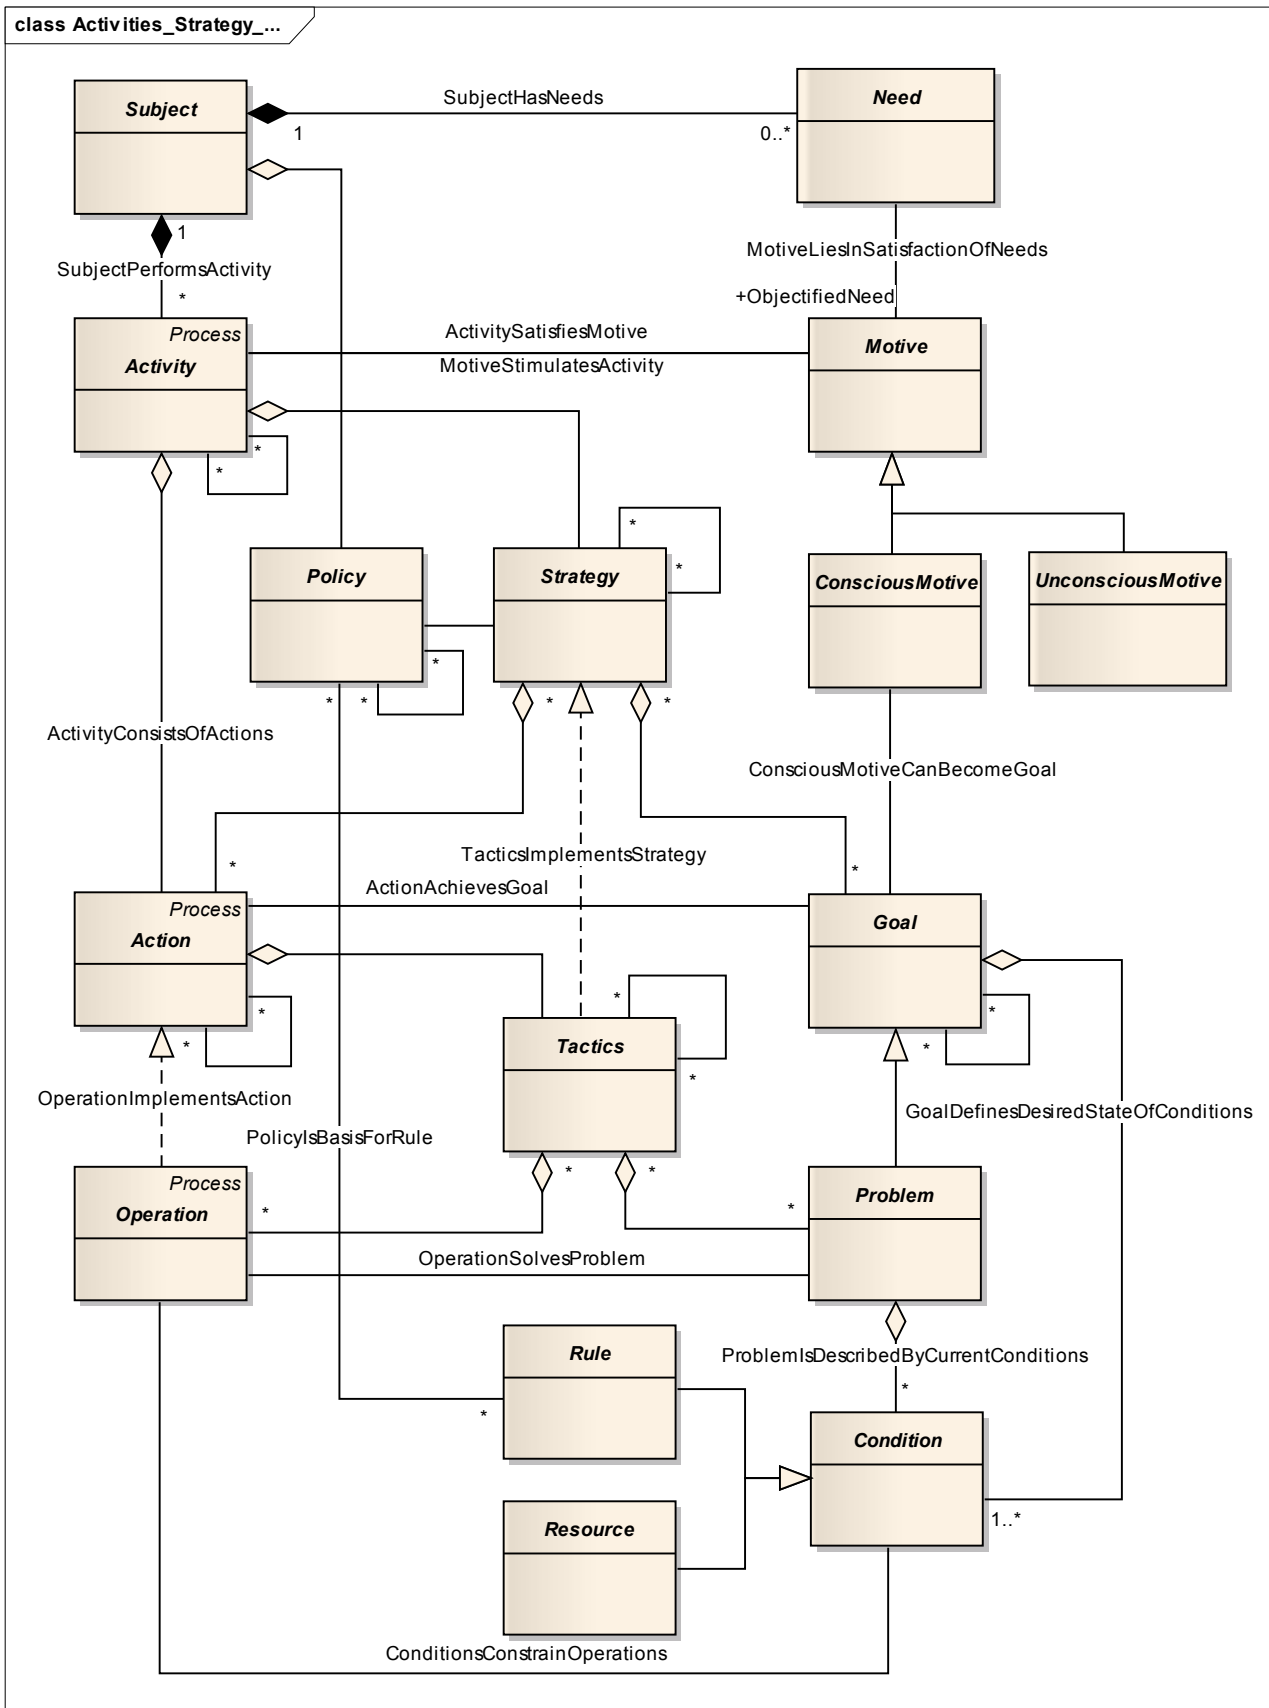 class Activities_Strategy_...
Subject
SubjectHasNeeds
Need
1
0..*
1
SubjectPerformsActivity
*
MotiveLiesInSatisfactionOfNeeds
+ObjectifiedNeed
Process
Activity
ActivitySatisfiesMotive
MotiveStimulatesActivity
Motive
*
*
*
*
Policy
Strategy
ConsciousMotive
UnconsciousMotive
*
*
*
*
*
ActivityConsistsOfActions
ConsciousMotiveCanBecomeGoal
TacticsImplementsStrategy
*
*
ActionAchievesGoal
Process
Action
Goal
*
*
*
*
*
*
Tactics
OperationImplementsAction
GoalDefinesDesiredStateOfConditions
PolicyIsBasisForRule
*
*
Process
Operation
Problem
*
*
OperationSolvesProblem
Rule
ProblemIsDescribedByCurrentConditions
*
*
Condition
Resource
1..*
ConditionsConstrainOperations